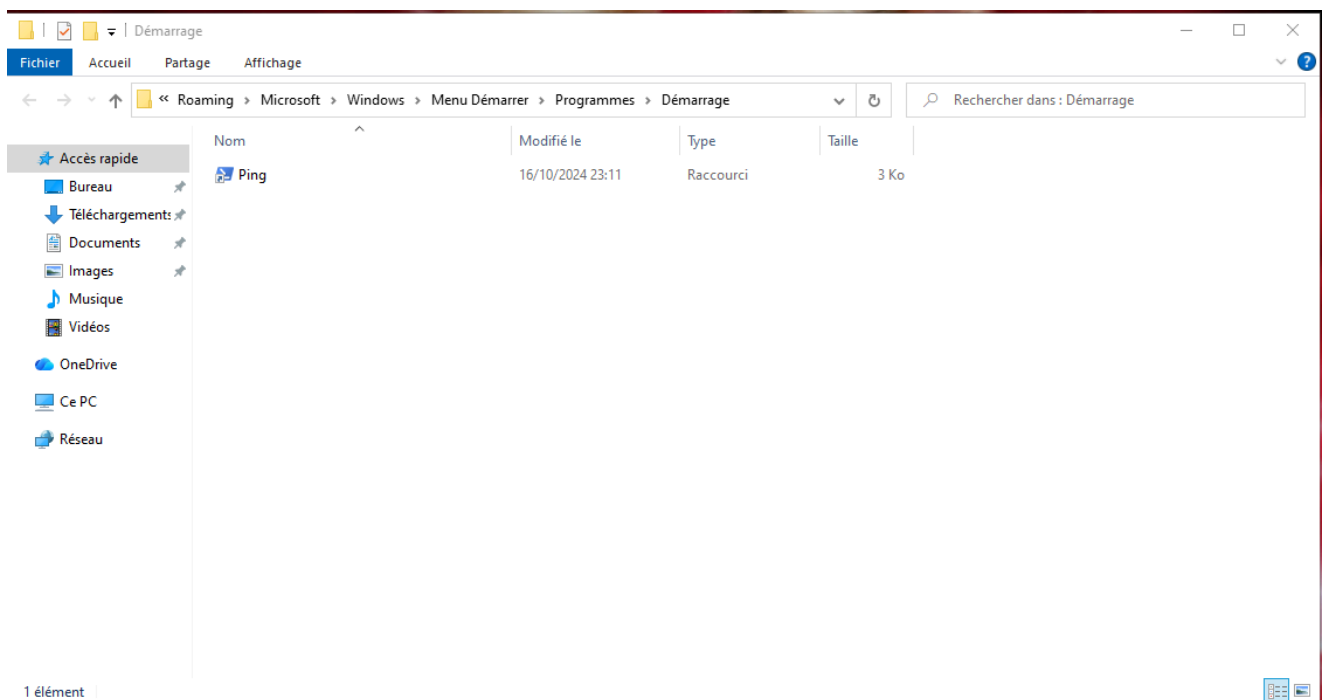 Démarrage
Fichier Accueil Partage Affichage
« Roaming > Microsoft > Windows > Menu Démarrer > Programmes > Démarrage
Rechercher dans : Démarrage
Nom Modifié le Type Taille
Accès rapide
Ping 16/10/2024 23:11 Raccourci 3 Ko
Bureau
Téléchargements
Documents
Images
Musique
Vidéos
OneDrive
Ce PC
Réseau
1 élément